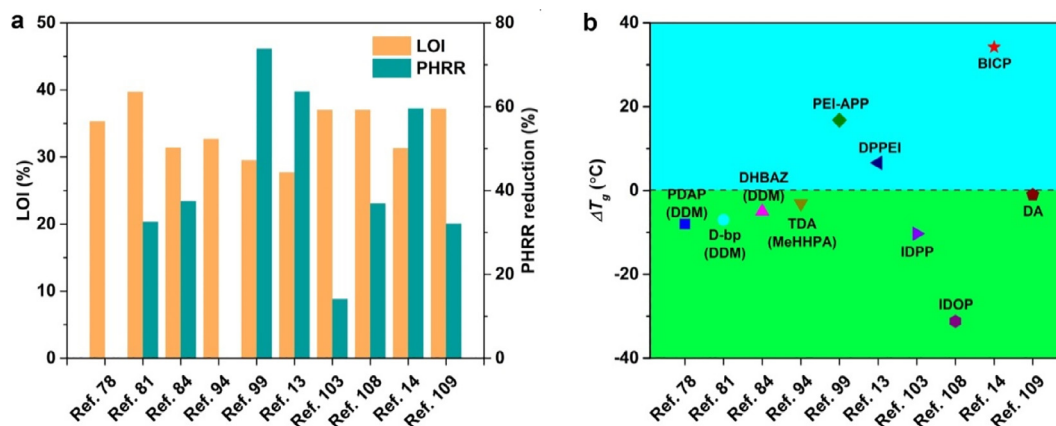 a
50
40
30
20
10
0
LOI (%)
LOI
PHRR
80
60
40
20
0
PHRR reduction (%)
Ref. 78
Ref. 81
Ref. 84
Ref. 94
Ref. 99
Ref. 13
Ref. 103
Ref. 108
Ref. 14
Ref. 109
b
40
20
0
-20
-40
ΔTg (°C)
BICP
PEI-APP
DPPEI
DHBAZ
(DDM)
PDAP
(DDM)
D-bp
(DDM)
TDA
(MeHHPA)
IDPP
DA
IDOP
Ref. 78
Ref. 81
Ref. 84
Ref. 94
Ref. 99
Ref. 13
Ref. 103
Ref. 108
Ref. 14
Ref. 109